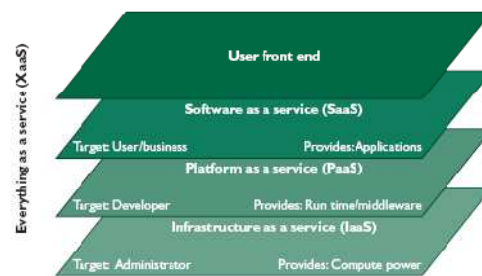 Everything as a service (XaaS)
User front end
Software as a service (SaaS)
Target: User/business Provides: Applications
Platform as a service (PaaS)
Target: Developer Provides: Run time/middleware
Infrastructure as a service (IaaS)
Target: Administrator Provides: Compute power